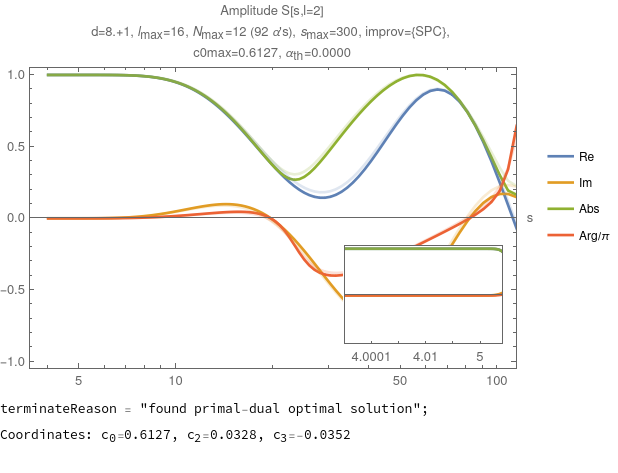 Amplitude S[s,l=2]
d=8.+1, lmax=16, Nmax=12 (92 α's), smax=300, improv={SPC},
c0max=0.6127, αth=0.0000
1.0
0.5
0.0
−0.5
−1.0
5
10
50
100
s
4.0001
4.01
5
Re
Im
Abs
Arg/π
terminateReason = "found primal-dual optimal solution";
Coordinates: c0=0.6127, c2=0.0328, c3=-0.0352